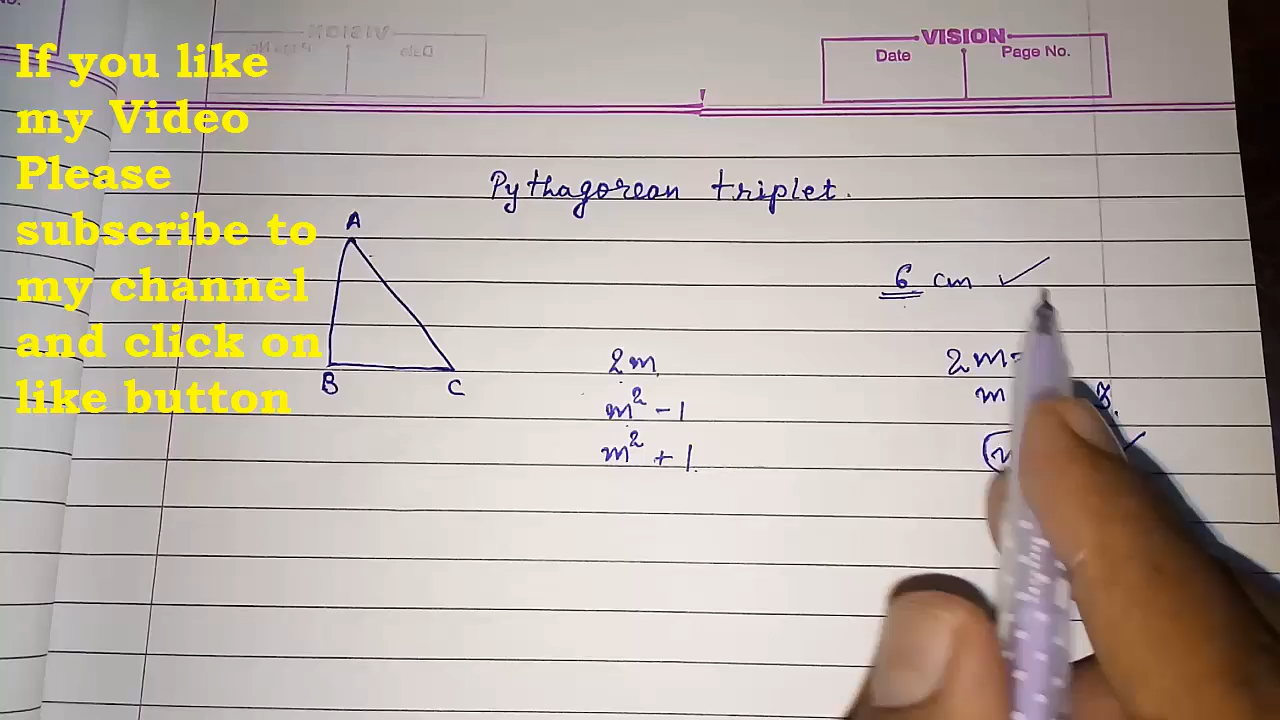 If you like
my Video
Please
subscribe to
my channel
and click on
like button
VISION
Date
Page No.
Pythagorean triplet.
A
B
C
6 cm ✓
2m
m² - 1
m² + 1
2m
m